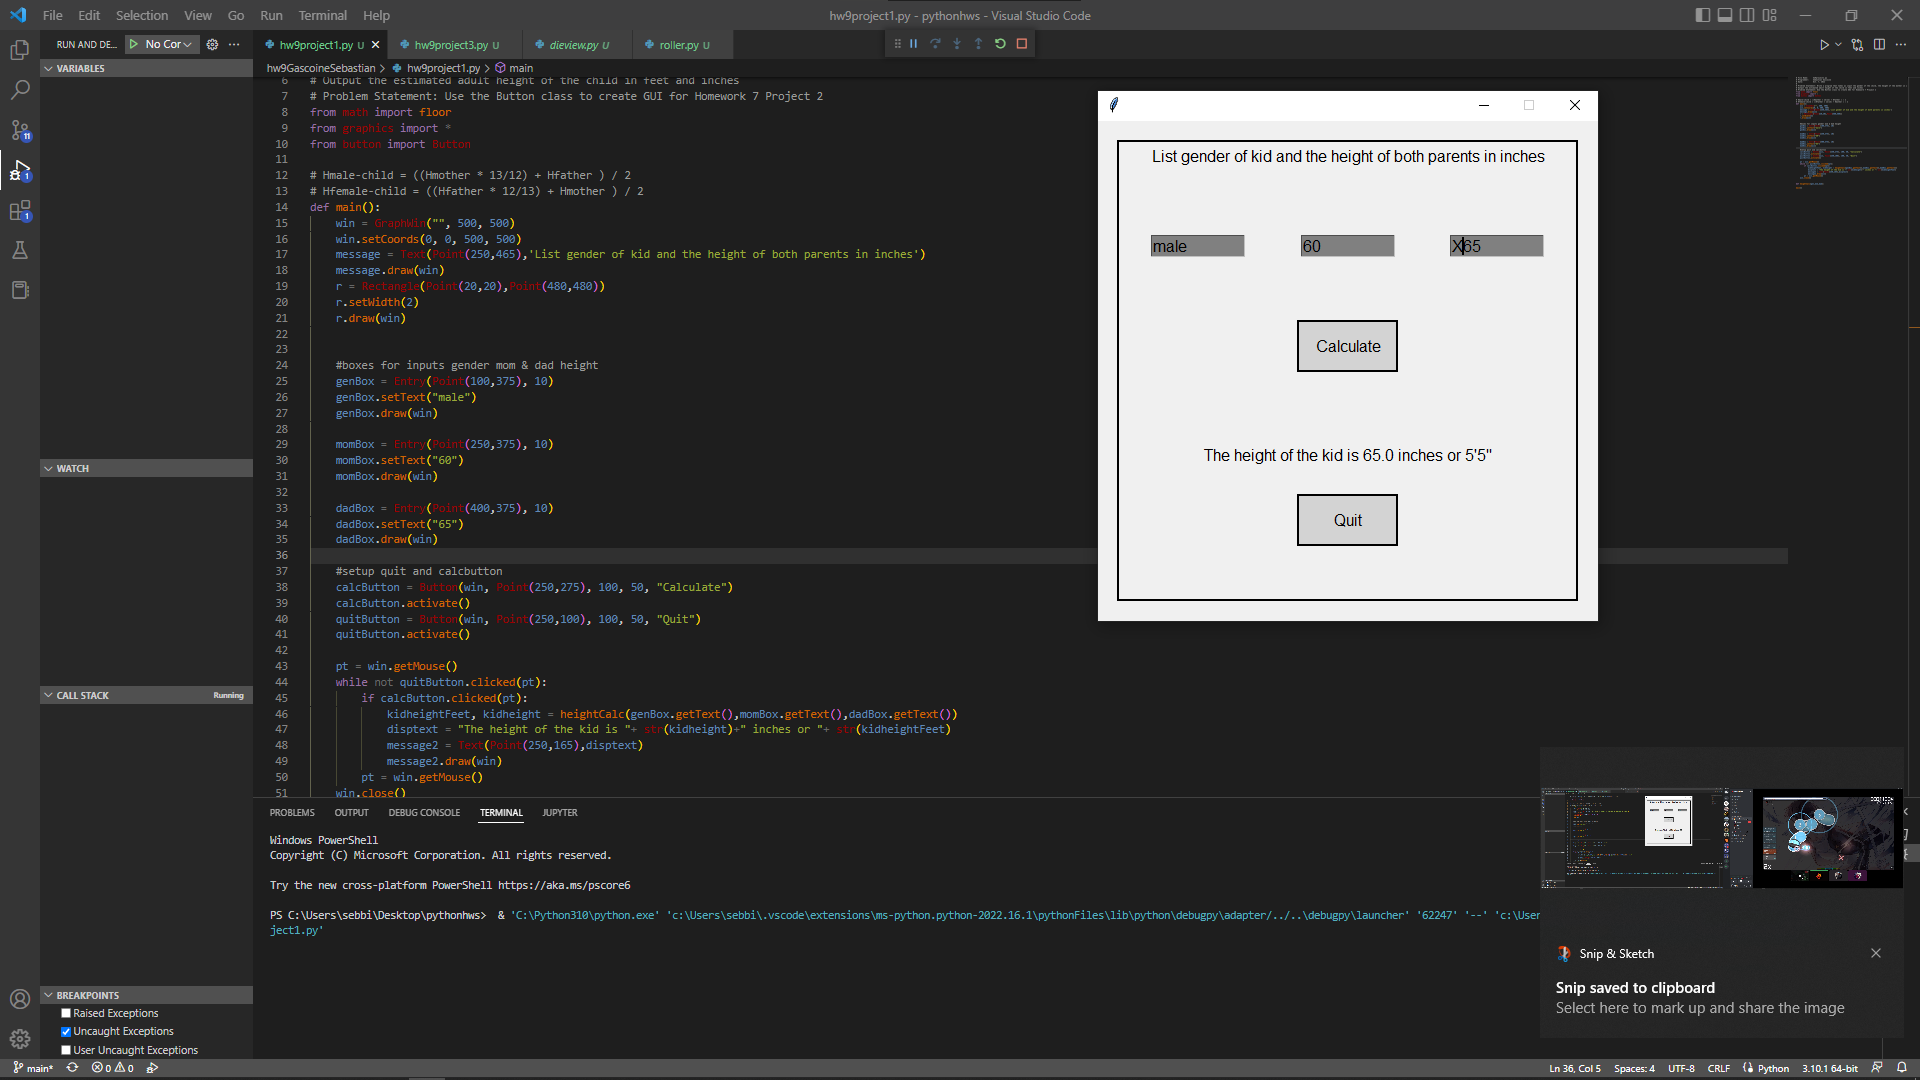 File Edit Selection View Go Run Terminal Help
hw9project1.py - pythonhws - Visual Studio Code
RUN AND DE... No Cor
hw9project1.py U
hw9project3.py U
dieview.py U
roller.py U
hw9GascoineSebastian > hw9project1.py > main
VARIABLES
WATCH
CALL STACK Running
BREAKPOINTS
Raised Exceptions
Uncaught Exceptions
User Uncaught Exceptions
11
1
1
6 # Output the estimated adult height of the child in feet and inches
7 # Problem Statement: Use the Button class to create GUI for Homework 7 Project 2
8 from math import floor
9 from graphics import *
10 from button import Button
11
12 # Hmale-child = ((Hmother * 13/12) + Hfather ) / 2
13 # Hfemale-child = ((Hfather * 12/13) + Hmother ) / 2
14 def main():
15 win = GraphWin("", 500, 500)
16 win.setCoords(0, 0, 500, 500)
17 message = Text(Point(250,465),'List gender of kid and the height of both parents in inches')
18 message.draw(win)
19 r = Rectangle(Point(20,20),Point(480,480))
20 r.setWidth(2)
21 r.draw(win)
22
23
24 #boxes for inputs gender mom & dad height
25 genBox = Entry(Point(100,375), 10)
26 genBox.setText("male")
27 genBox.draw(win)
28
29 momBox = Entry(Point(250,375), 10)
30 momBox.setText("60")
31 momBox.draw(win)
32
33 dadBox = Entry(Point(400,375), 10)
34 dadBox.setText("65")
35 dadBox.draw(win)
36
37 #setup quit and calcbutton
38 calcButton = Button(win, Point(250,275), 100, 50, "Calculate")
39 calcButton.activate()
40 quitButton = Button(win, Point(250,100), 100, 50, "Quit")
41 quitButton.activate()
42
43 pt = win.getMouse()
44 while not quitButton.clicked(pt):
45 if calcButton.clicked(pt):
46 kidheightFeet, kidheight = heightCalc(genBox.getText(),momBox.getText(),dadBox.getText())
47 disptext = "The height of the kid is "+ str(kidheight)+" inches or "+ str(kidheightFeet)
48 message2 = Text(Point(250,165),disptext)
49 message2.draw(win)
50 pt = win.getMouse()
51 win.close()
List gender of kid and the height of both parents in inches
male 60 X65
Calculate
The height of the kid is 65.0 inches or 5'5"
Quit
PROBLEMS OUTPUT DEBUG CONSOLE TERMINAL JUPYTER
Windows PowerShell
Copyright (C) Microsoft Corporation. All rights reserved.
Try the new cross-platform PowerShell https://aka.ms/pscore6
PS C:\Users\sebbi\Desktop\pythonhws> & 'C:\Python310\python.exe' 'c:\Users\sebbi\.vscode\extensions\ms-python.python-2022.16.1\pythonFiles\lib\python\debugpy\adapter/../..\debugpy\launcher' '62247' '--' 'c:\User
ject1.py'
Snip & Sketch
Snip saved to clipboard
Select here to mark up and share the image
main* 0 0
Ln 36, Col 5 Spaces: 4 UTF-8 CRLF Python 3.10.1 64-bit